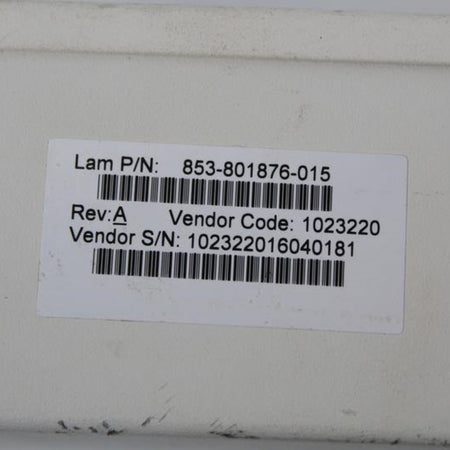 Lam P/N: 853-801876-015
Rev:A Vendor Code: 1023220
Vendor S/N: 102322016040181